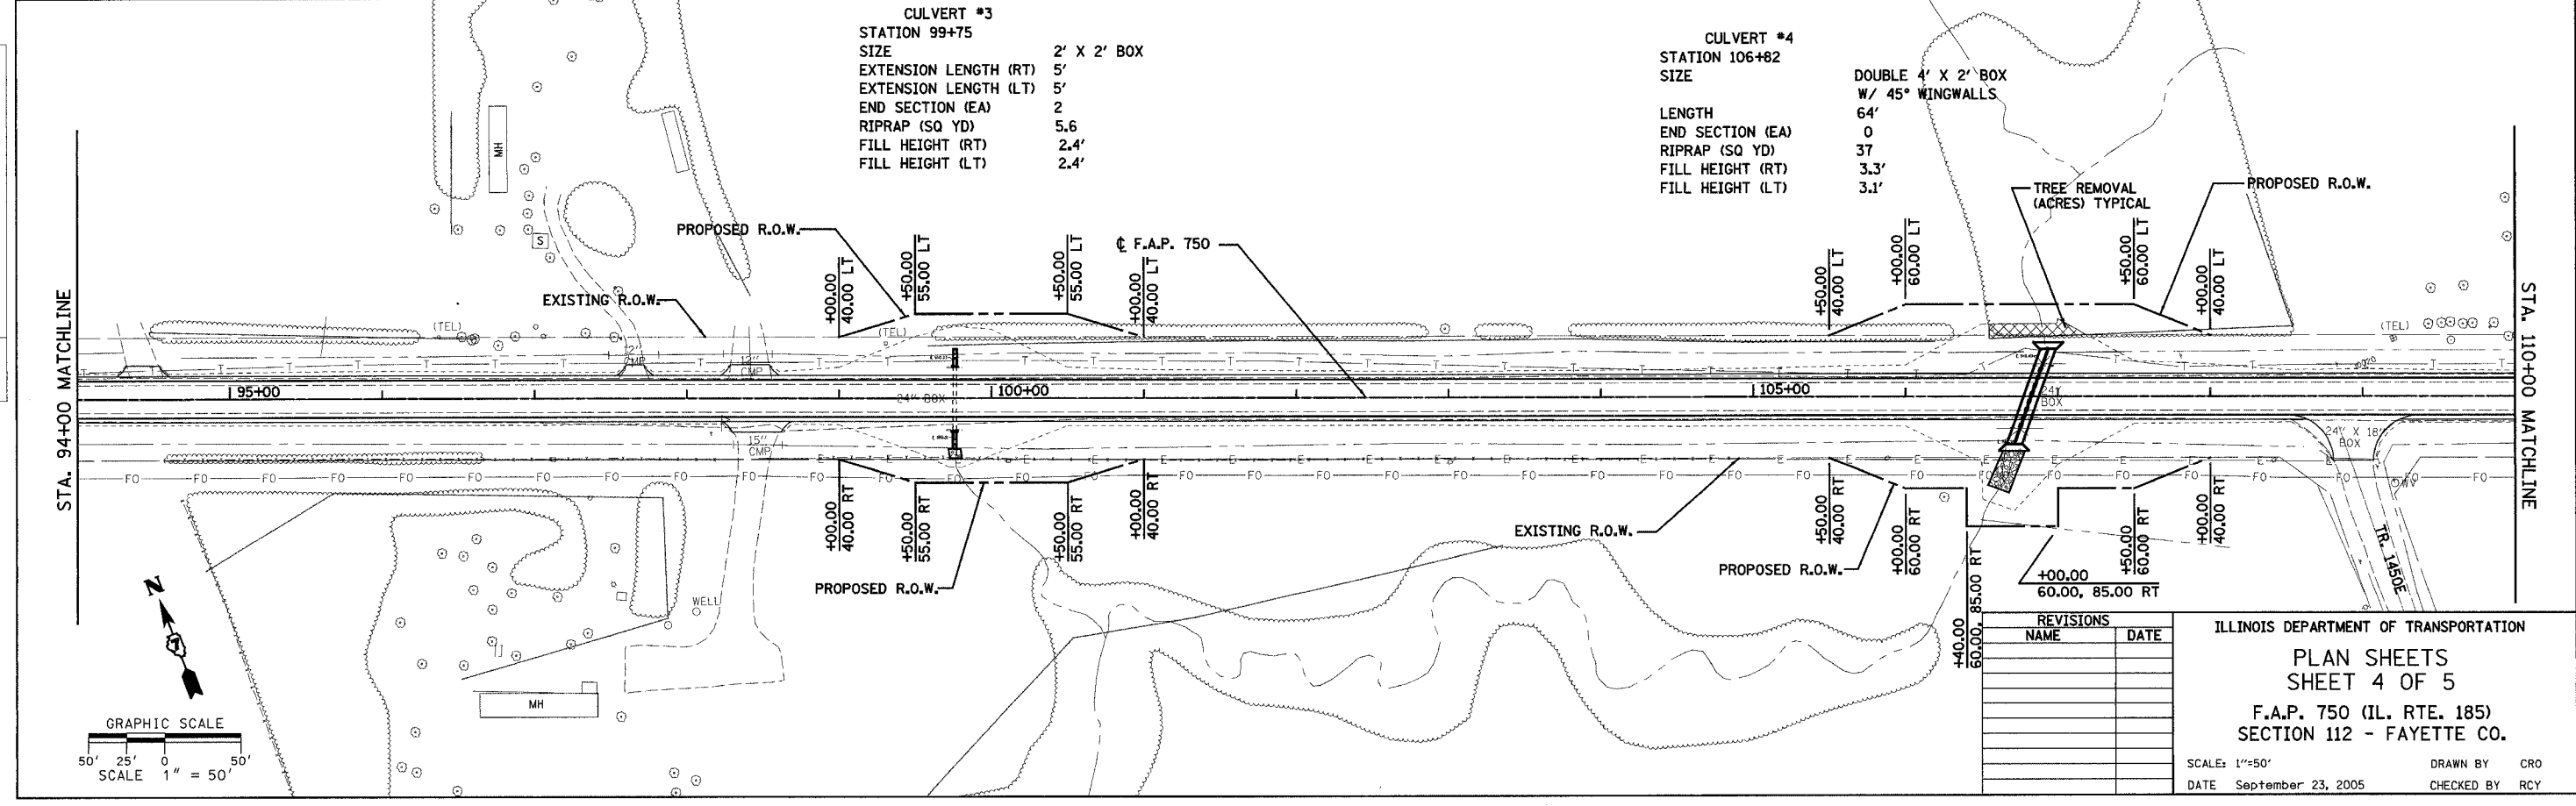 CULVERT #3
STATION 99+75
SIZE 2' X 2' BOX
EXTENSION LENGTH (RT) 5'
EXTENSION LENGTH (LT) 5'
END SECTION (EA) 2
RIPRAP (SQ YD) 5.6
FILL HEIGHT (RT) 2.4'
FILL HEIGHT (LT) 2.4'
CULVERT #4
STATION 106+82
SIZE DOUBLE 4' X 2' BOX
W/ 45° WINGWALLS
LENGTH 64'
END SECTION (EA) 0
RIPRAP (SQ YD) 37
FILL HEIGHT (RT) 3.3'
FILL HEIGHT (LT) 3.1'
TREE REMOVAL
(ACRES) TYPICAL
PROPOSED R.O.W.
MH
S
PROPOSED R.O.W.
EXISTING R.O.W.
℄ F.A.P. 750
+00.00
40.00 LT
+50.00
55.00 LT
+50.00
55.00 LT
+00.00
40.00 LT
+50.00
40.00 LT
+00.00
60.00 LT
+50.00
60.00 LT
+00.00
40.00 LT
STA. 94+00 MATCHLINE
STA. 110+00 MATCHLINE
(TEL)
(TEL)
(TEL)
12"
CMP
T T T T T T T T T T
95+00
24" BOX
100+00
105+00
24"
BOX
15"
CMP
24" X 18"
BOX
E E E E E E E E E E
FO FO FO FO FO FO FO FO FO FO
+00.00
40.00 RT
+50.00
55.00 RT
+50.00
55.00 RT
+00.00
40.00 RT
+50.00
40.00 RT
+00.00
60.00 RT
+40.00
60.00, 85.00 RT
+00.00
60.00, 85.00 RT
+50.00
60.00 RT
+00.00
40.00 RT
EXISTING R.O.W.
PROPOSED R.O.W.
PROPOSED R.O.W.
TR. 1450E
WELL
MH
N
GRAPHIC SCALE
50' 25' 0 50'
SCALE 1" = 50'
REVISIONS
NAME DATE
ILLINOIS DEPARTMENT OF TRANSPORTATION
PLAN SHEETS
SHEET 4 OF 5
F.A.P. 750 (IL. RTE. 185)
SECTION 112 - FAYETTE CO.
SCALE: 1"=50' DRAWN BY CRO
DATE September 23, 2005 CHECKED BY RCY